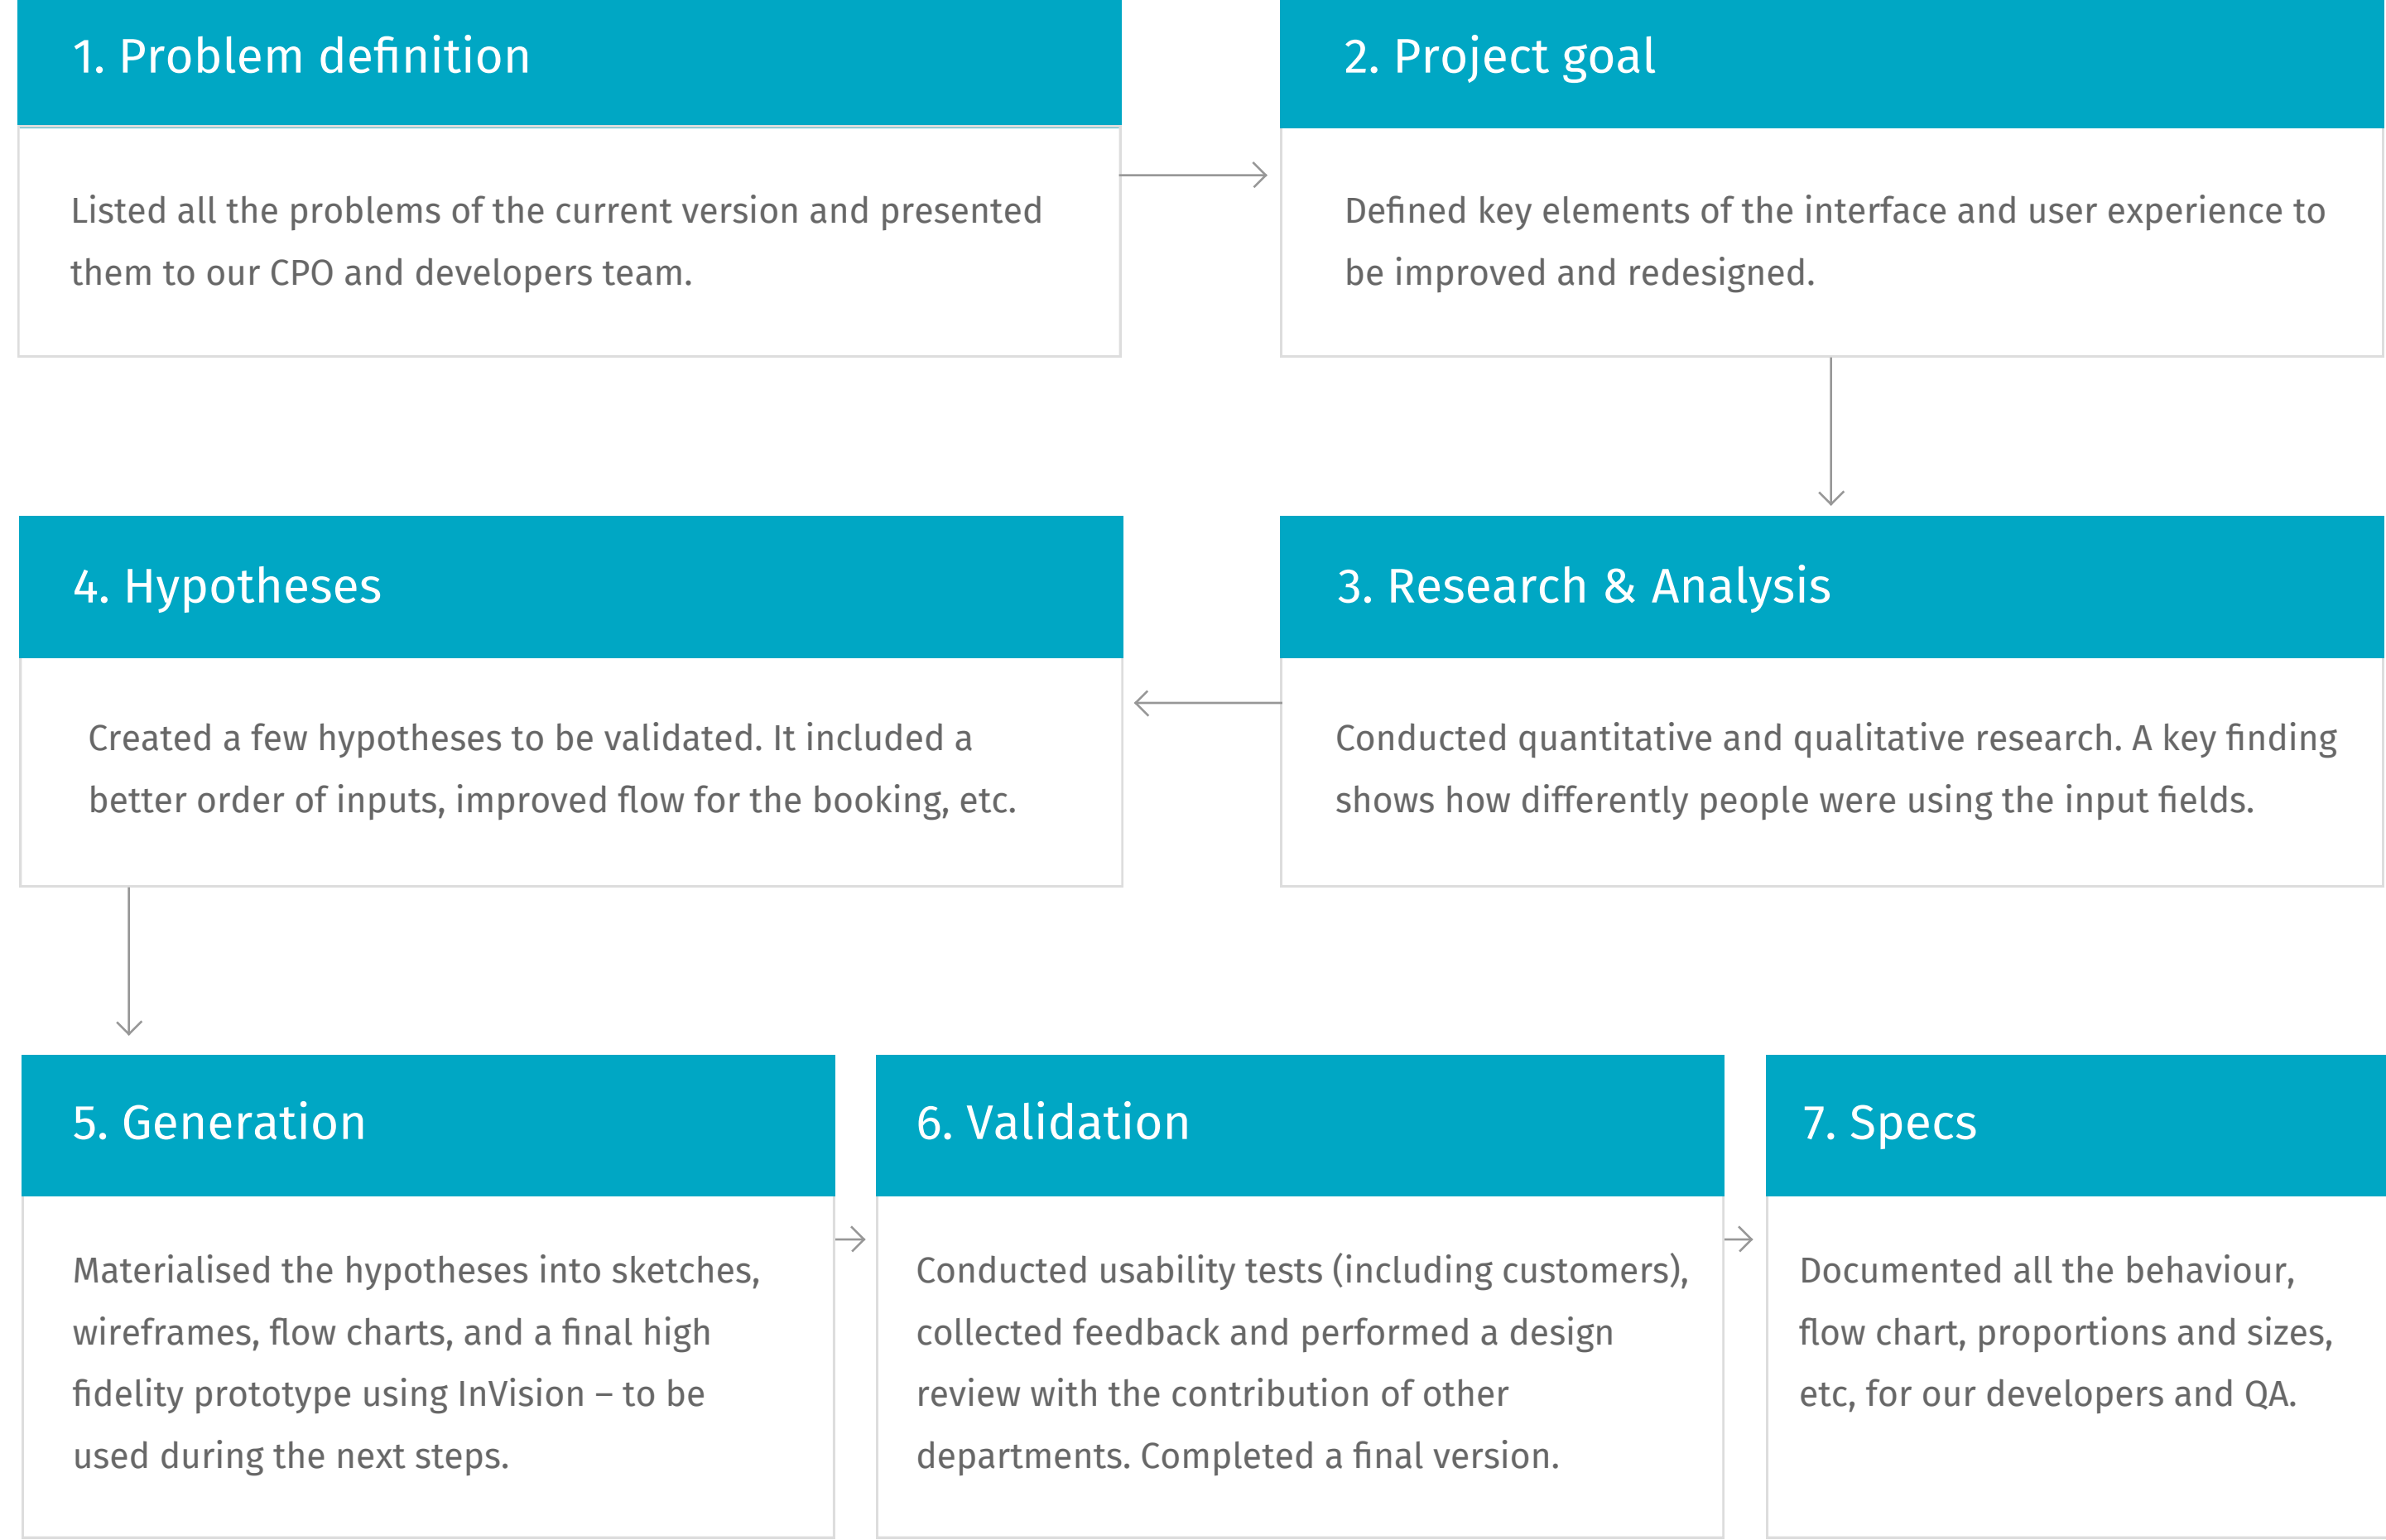 1. Problem definition
Listed all the problems of the current version and presented
them to our CPO and developers team.
2. Project goal
Defined key elements of the interface and user experience to
be improved and redesigned.
3. Research & Analysis
Conducted quantitative and qualitative research. A key finding
shows how differently people were using the input fields.
4. Hypotheses
Created a few hypotheses to be validated. It included a
better order of inputs, improved flow for the booking, etc.
5. Generation
Materialised the hypotheses into sketches,
wireframes, flow charts, and a final high
fidelity prototype using InVision – to be
used during the next steps.
6. Validation
Conducted usability tests (including customers),
collected feedback and performed a design
review with the contribution of other
departments. Completed a final version.
7. Specs
Documented all the behaviour,
flow chart, proportions and sizes,
etc, for our developers and QA.